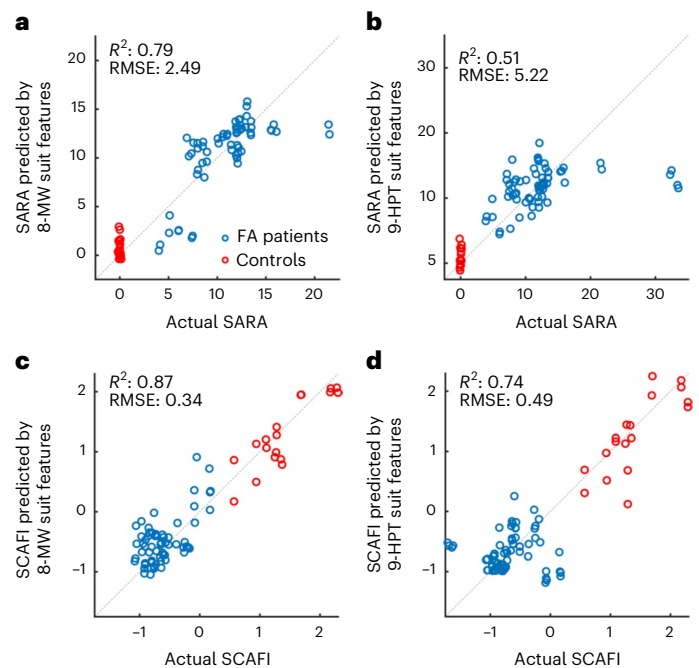 a
R²: 0.79
RMSE: 2.49
SARA predicted by
8-MW suit features
20
15
10
5
0
FA patients
Controls
0 5 10 15 20
Actual SARA
b
R²: 0.51
RMSE: 5.22
SARA predicted by
9-HPT suit features
30
20
10
5
0 10 20 30
Actual SARA
c
R²: 0.87
RMSE: 0.34
SCAFI predicted by
8-MW suit features
2
1
0
−1
−1 0 1 2
Actual SCAFI
d
R²: 0.74
RMSE: 0.49
SCAFI predicted by
9-HPT suit features
2
1
0
−1
−1 0 1 2
Actual SCAFI